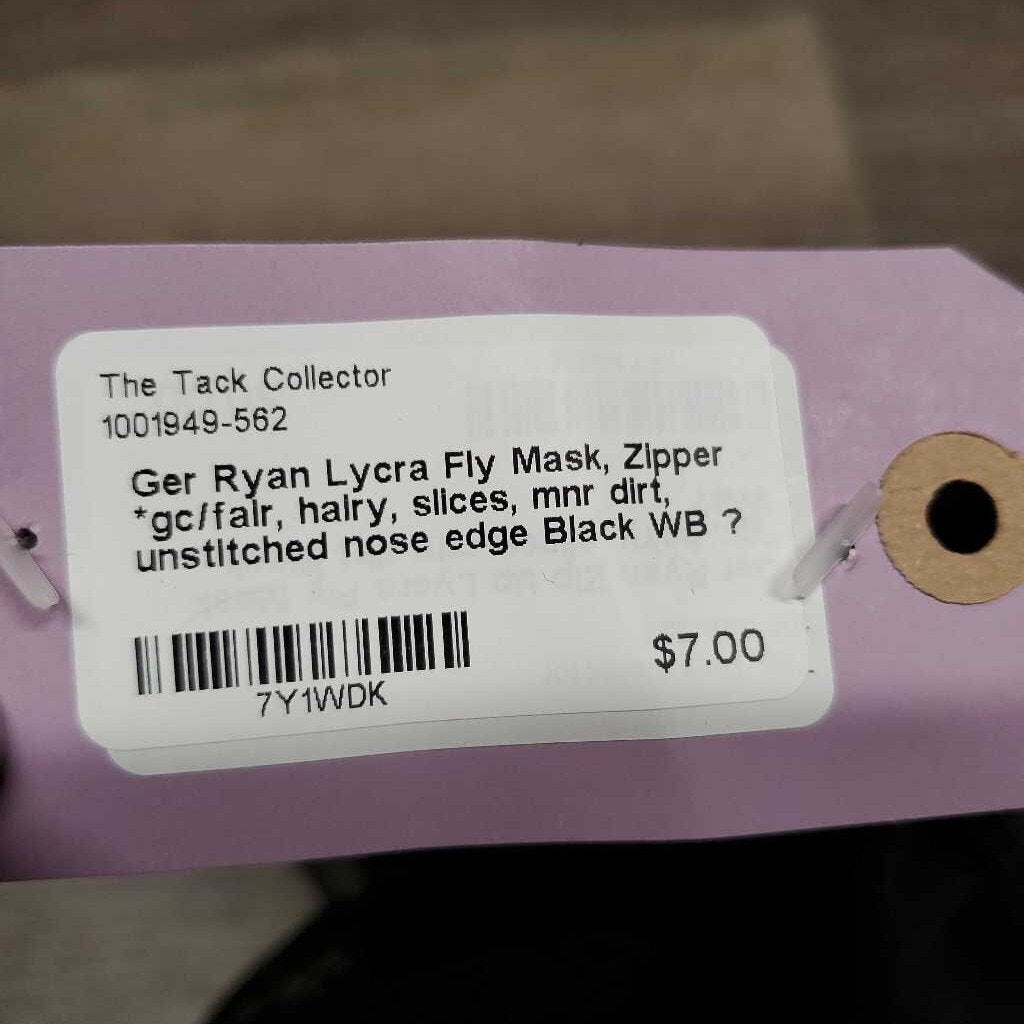 The Tack Collector
1001949-562
Ger Ryan Lycra Fly Mask, Zipper
*gc/fair, hairy, slices, mnr dirt,
unstitched nose edge Black WB ?
7Y1WDK
$7.00